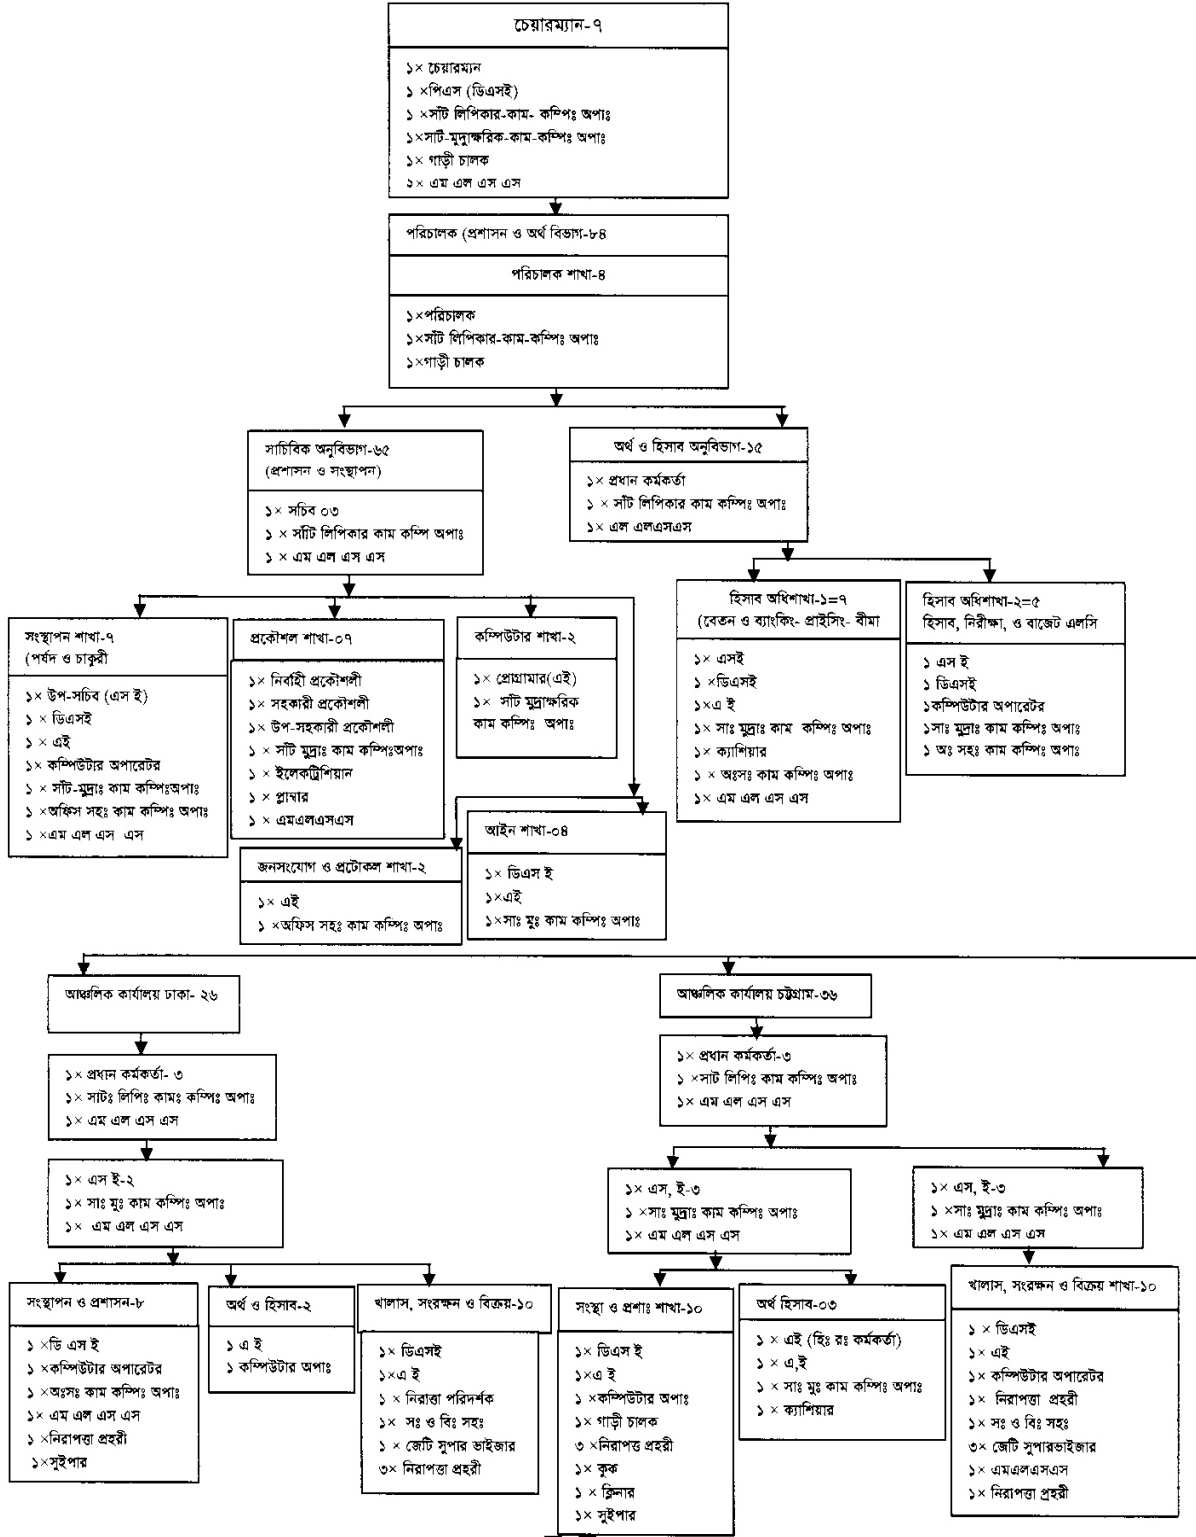 চেয়ারম্যান-৭
১× চেয়ারম্যন
১ ×পিএস (ডিএসই)
১ ×সাঁট লিপিকার-কাম- কম্পিঃ অপাঃ
১×সার্ট-মুদ্রাক্ষরিক-কাম-কম্পিঃ অপাঃ
১× গাড়ী চালক
২× এম এল এস এস
পরিচালক (প্রশাসন ও অর্থ বিভাগ-৮৪
পরিচালক শাখা-৪
১×পরিচালক
১×সাঁট লিপিকার-কাম-কম্পিঃ অপাঃ
১×গাড়ী চালক
সাচিবিক অনুবিভাগ-৬৫
(প্রশাসন ও সংস্থাপন)
১× সচিব ০৩
১ × সাঁটি লিপিকার কাম কম্পি অপাঃ
১ × এম এল এস এস
অর্থ ও হিসাব অনুবিভাগ-১৫
১× প্রধান কর্মকর্তা
১ × সাঁট লিপিকার কাম কম্পিঃ অপাঃ
১× এল এলএসএস
সংস্থাপন শাখা-৭
(পর্ষদ ও চাকুরী
১× উপ-সচিব (এস ই)
১ × ডিএসই
১ × এই
১× কম্পিউটার অপারেটর
১ × সাঁট-মুদ্রাঃ কাম কম্পিঃঅপাঃ
১ ×অফিস সহঃ কাম কম্পিঃ অপাঃ
১ ×এম এল এস এস
প্রকৌশল শাখা-০৭
১× নির্বাহী প্রকৌশলী
১× সহকারী প্রকৌশলী
১× উপ-সহকারী প্রকৌশলী
১ × সাঁট মুদ্রাঃ কাম কম্পিঃঅপাঃ
১ × ইলেকট্রিশিয়ান
১ × প্লাম্বার
১ × এমএলএসএস
কম্পিউটার শাখা-২
১× প্রোগ্রামার(এই)
১× সাঁট মুদ্রাক্ষরিক
কাম কম্পিঃ অপাঃ
হিসাব অধিশাখা-১=৭
(বেতন ও ব্যাংকিং- প্রাইসিং- বীমা
১× এসই
১ ×ডিএসই
১×এ ই
১× সাঃ মুদ্রাঃ কাম কম্পিঃ অপাঃ
১× ক্যাশিয়ার
১ × অঃসঃ কাম কম্পিঃ অপাঃ
১× এম এল এস এস
হিসাব অধিশাখা-২=৫
হিসাব, নিরীক্ষা, ও বাজেট এলসি
১ এস ই
১ ডিএসই
১কম্পিউটার অপারেটর
১সাঃ মুদ্রাঃ কাম কম্পিঃ অপাঃ
১ অঃ সহঃ কাম কম্পিঃ অপাঃ
জনসংযোগ ও প্রটোকল শাখা-২
১× এই
১ ×অফিস সহঃ কাম কম্পিঃ অপাঃ
আইন শাখা-০৪
১× ডিএস ই
১×এই
১×সাঃ মুঃ কাম কম্পিঃ অপাঃ
আঞ্চলিক কার্যালয় ঢাকা- ২৬
১× প্রধান কর্মকর্তা- ৩
১× সাটঃ লিপিঃ কামঃ কম্পিঃ অপাঃ
১× এম এল এস এস
১× এস ই-২
১× সাঃ মুঃ কাম কম্পিঃ অপাঃ
১× এম এল এস এস
সংস্থাপন ও প্রশাসন-৮
১ ×ডি এস ই
১ ×কম্পিউটার অপারেটর
১ ×অঃসঃ কাম কম্পিঃ অপাঃ
১× এম এল এস এস
১ ×নিরাপত্তা প্রহরী
১×সুইপার
অর্থ ও হিসাব-২
১ এ ই
১ কম্পিউটার অপাঃ
খালাস, সংরক্ষন ও বিক্রয়-১০
১× ডিএসই
১×এ ই
১ × নিরাত্তা পরিদর্শক
১× সঃ ও বিঃ সহঃ
১ × জেটি সুপার ভাইজার
৩× নিরাপত্তা প্রহরী
আঞ্চলিক কার্যালয় চট্টগ্রাম-৩৬
১× প্রধান কর্মকর্তা-৩
১ ×সাট লিপিঃ কাম কম্পিঃ অপাঃ
১× এম এল এস এস
১× এস, ই-৩
১ ×সাঃ মুদ্রাঃ কাম কম্পিঃ অপাঃ
১× এম এল এস এস
১× এস, ই-৩
১ ×সাঃ মুদ্রাঃ কাম কম্পিঃ অপাঃ
১× এম এল এস এস
সংস্থা ও প্রশাঃ শাখা-১০
১× ডিএস ই
১×এ ই
১ ×কম্পিউটার অপাঃ
১× গাড়ী চালক
৩ ×নিরাপত্ত প্রহরী
১× কুক
১ × ক্লিনার
১× সুইপার
অর্থ হিসাব-০৩
১ × এই (হিঃ রঃ কর্মকর্তা)
১ × এ,ই
১ × সাঃ মুঃ কাম কম্পিঃ অপাঃ
১ × ক্যাশিয়ার
খালাস, সংরক্ষন ও বিক্রয় শাখা-১০
১ × ডিএসই
১ × এই
১× কম্পিউটার অপারেটর
১× নিরাপত্তা প্রহরী
১× সঃ ও বিঃ সহঃ
৩× জেটি সুপারভাইজার
১× এমএলএসএস
১× নিরাপত্তা প্রহরী